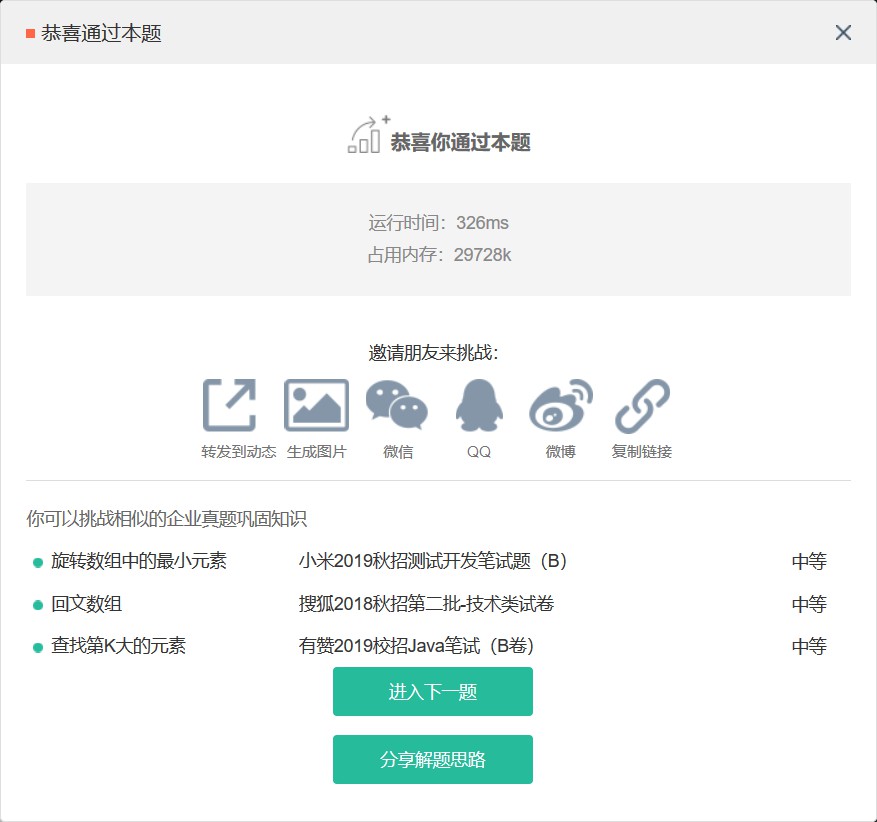 恭喜通过本题
恭喜你通过本题
运行时间：326ms
占用内存：29728k
邀请朋友来挑战：
转发到动态 生成图片 微信 QQ 微博 复制链接
你可以挑战相似的企业真题巩固知识
旋转数组中的最小元素 小米2019秋招测试开发笔试题（B） 中等
回文数组 搜狐2018秋招第二批-技术类试卷 中等
查找第K大的元素 有赞2019校招Java笔试（B卷） 中等
进入下一题
分享解题思路